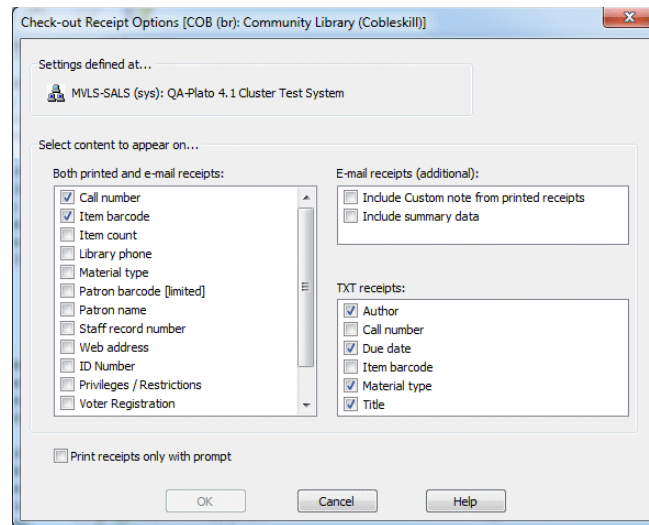 Check-out Receipt Options [COB (br): Community Library (Cobleskill)]
Settings defined at...
MVLS-SALS (sys): QA-Plato 4.1 Cluster Test System
Select content to appear on...
Both printed and e-mail receipts:
Call number
Item barcode
Item count
Library phone
Material type
Patron barcode [limited]
Patron name
Staff record number
Web address
ID Number
Privileges / Restrictions
Voter Registration
E-mail receipts (additional):
Include Custom note from printed receipts
Include summary data
TXT receipts:
Author
Call number
Due date
Item barcode
Material type
Title
Print receipts only with prompt
OK
Cancel
Help